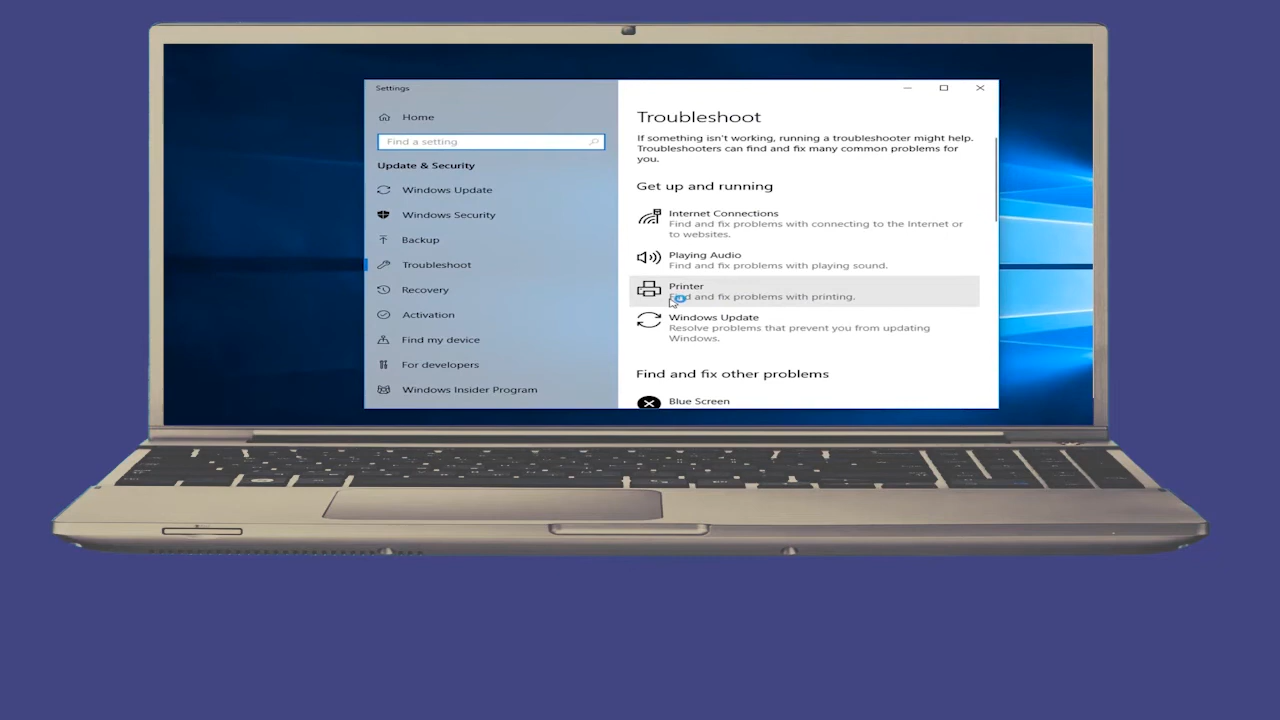 Settings
Home
Find a setting
Update & Security
Windows Update
Windows Security
Backup
Troubleshoot
Recovery
Activation
Find my device
For developers
Windows Insider Program
Troubleshoot
If something isn't working, running a troubleshooter might help.
Troubleshooters can find and fix many common problems for
you.
Get up and running
Internet Connections
Find and fix problems with connecting to the Internet or
to websites.
Playing Audio
Find and fix problems with playing sound.
Printer
Find and fix problems with printing.
Windows Update
Resolve problems that prevent you from updating
Windows.
Find and fix other problems
Blue Screen